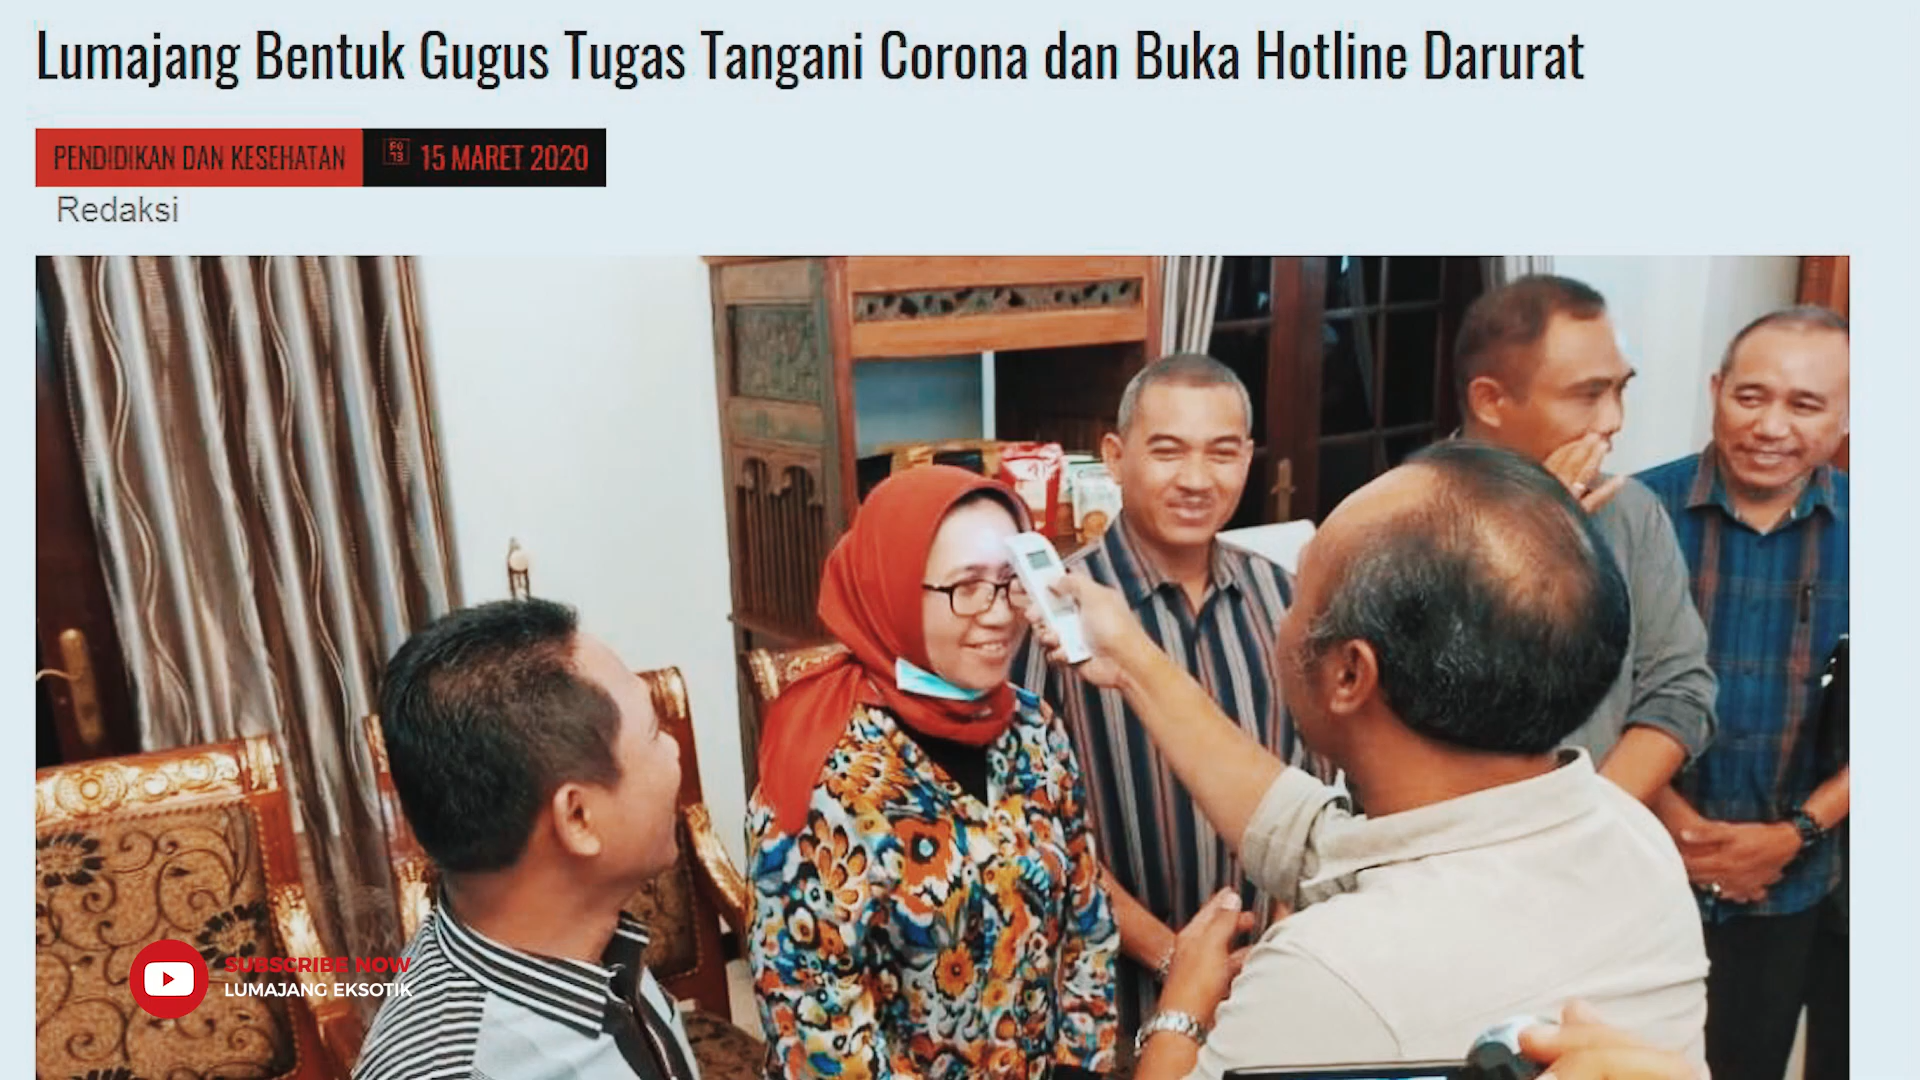 Lumajang Bentuk Gugus Tugas Tangani Corona dan Buka Hotline Darurat
PENDIDIKAN DAN KESEHATAN
15 MARET 2020
Redaksi
SUBSCRIBE NOW
LUMAJANG EKSOTIK